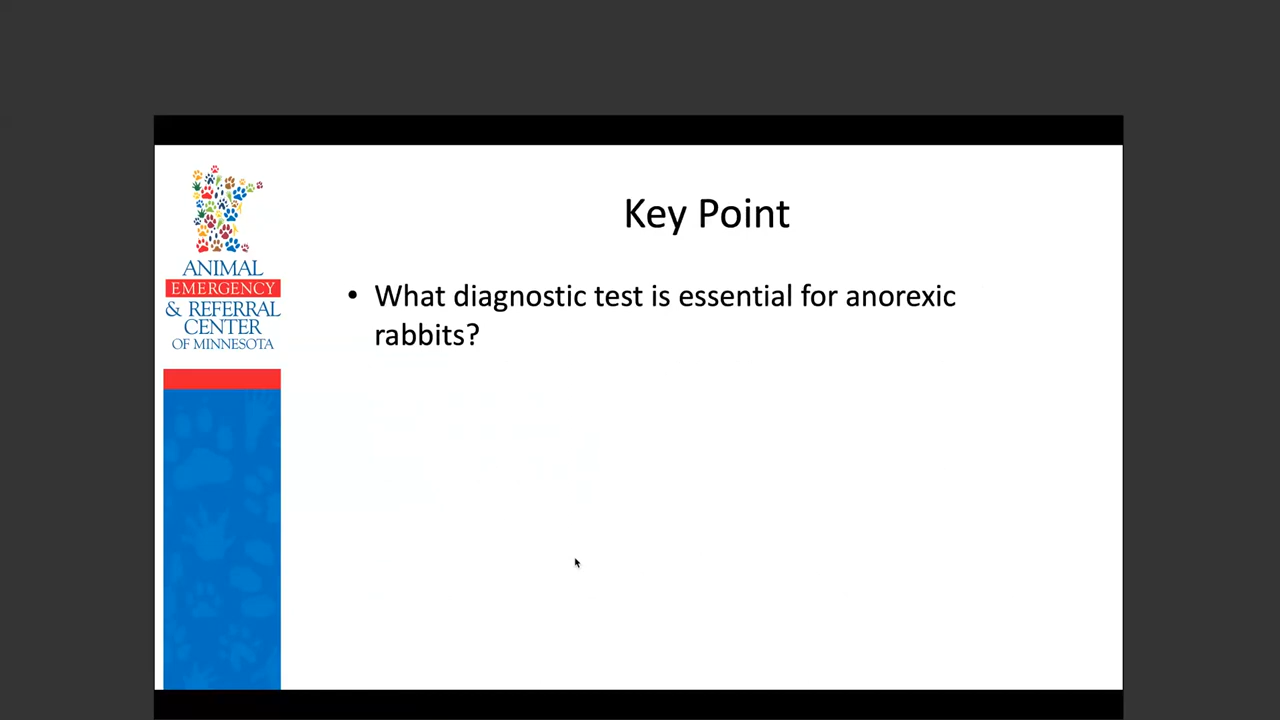 ANIMAL
EMERGENCY
& REFERRAL
CENTER
OF MINNESOTA
Key Point
• What diagnostic test is essential for anorexic
rabbits?